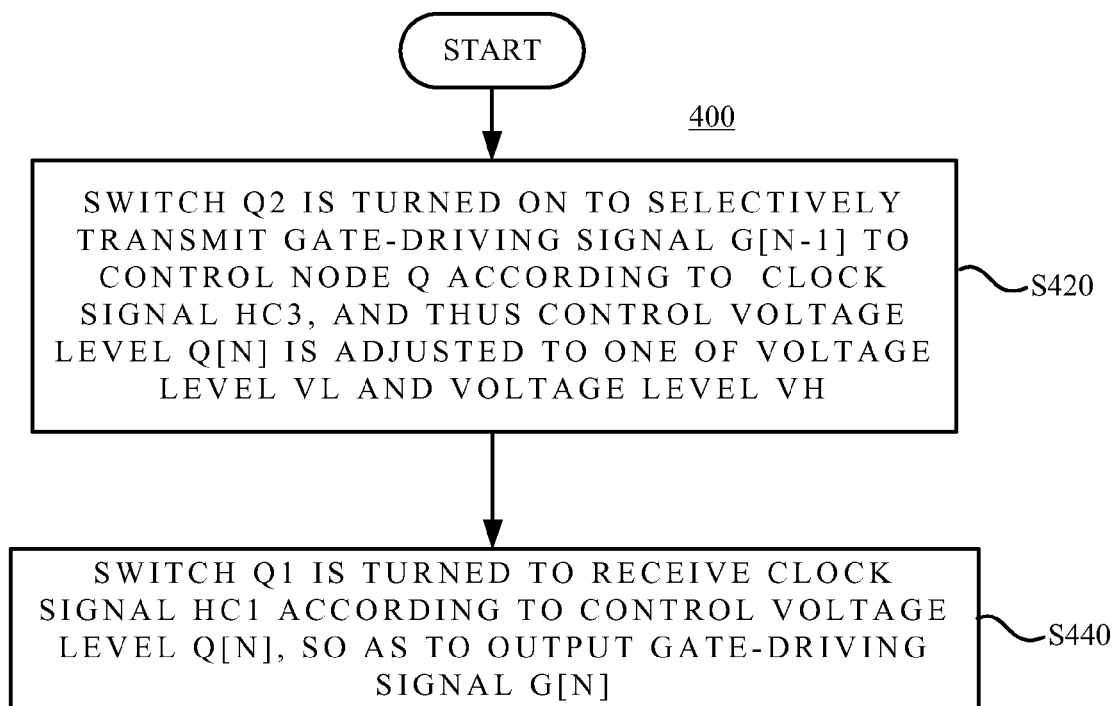 START
400
SWITCH Q2 IS TURNED ON TO SELECTIVELY
TRANSMIT GATE-DRIVING SIGNAL G[N-1] TO
CONTROL NODE Q ACCORDING TO CLOCK
SIGNAL HC3, AND THUS CONTROL VOLTAGE
LEVEL Q[N] IS ADJUSTED TO ONE OF VOLTAGE
LEVEL VL AND VOLTAGE LEVEL VH
S420
SWITCH Q1 IS TURNED TO RECEIVE CLOCK
SIGNAL HC1 ACCORDING TO CONTROL VOLTAGE
LEVEL Q[N], SO AS TO OUTPUT GATE-DRIVING
SIGNAL G[N]
S440